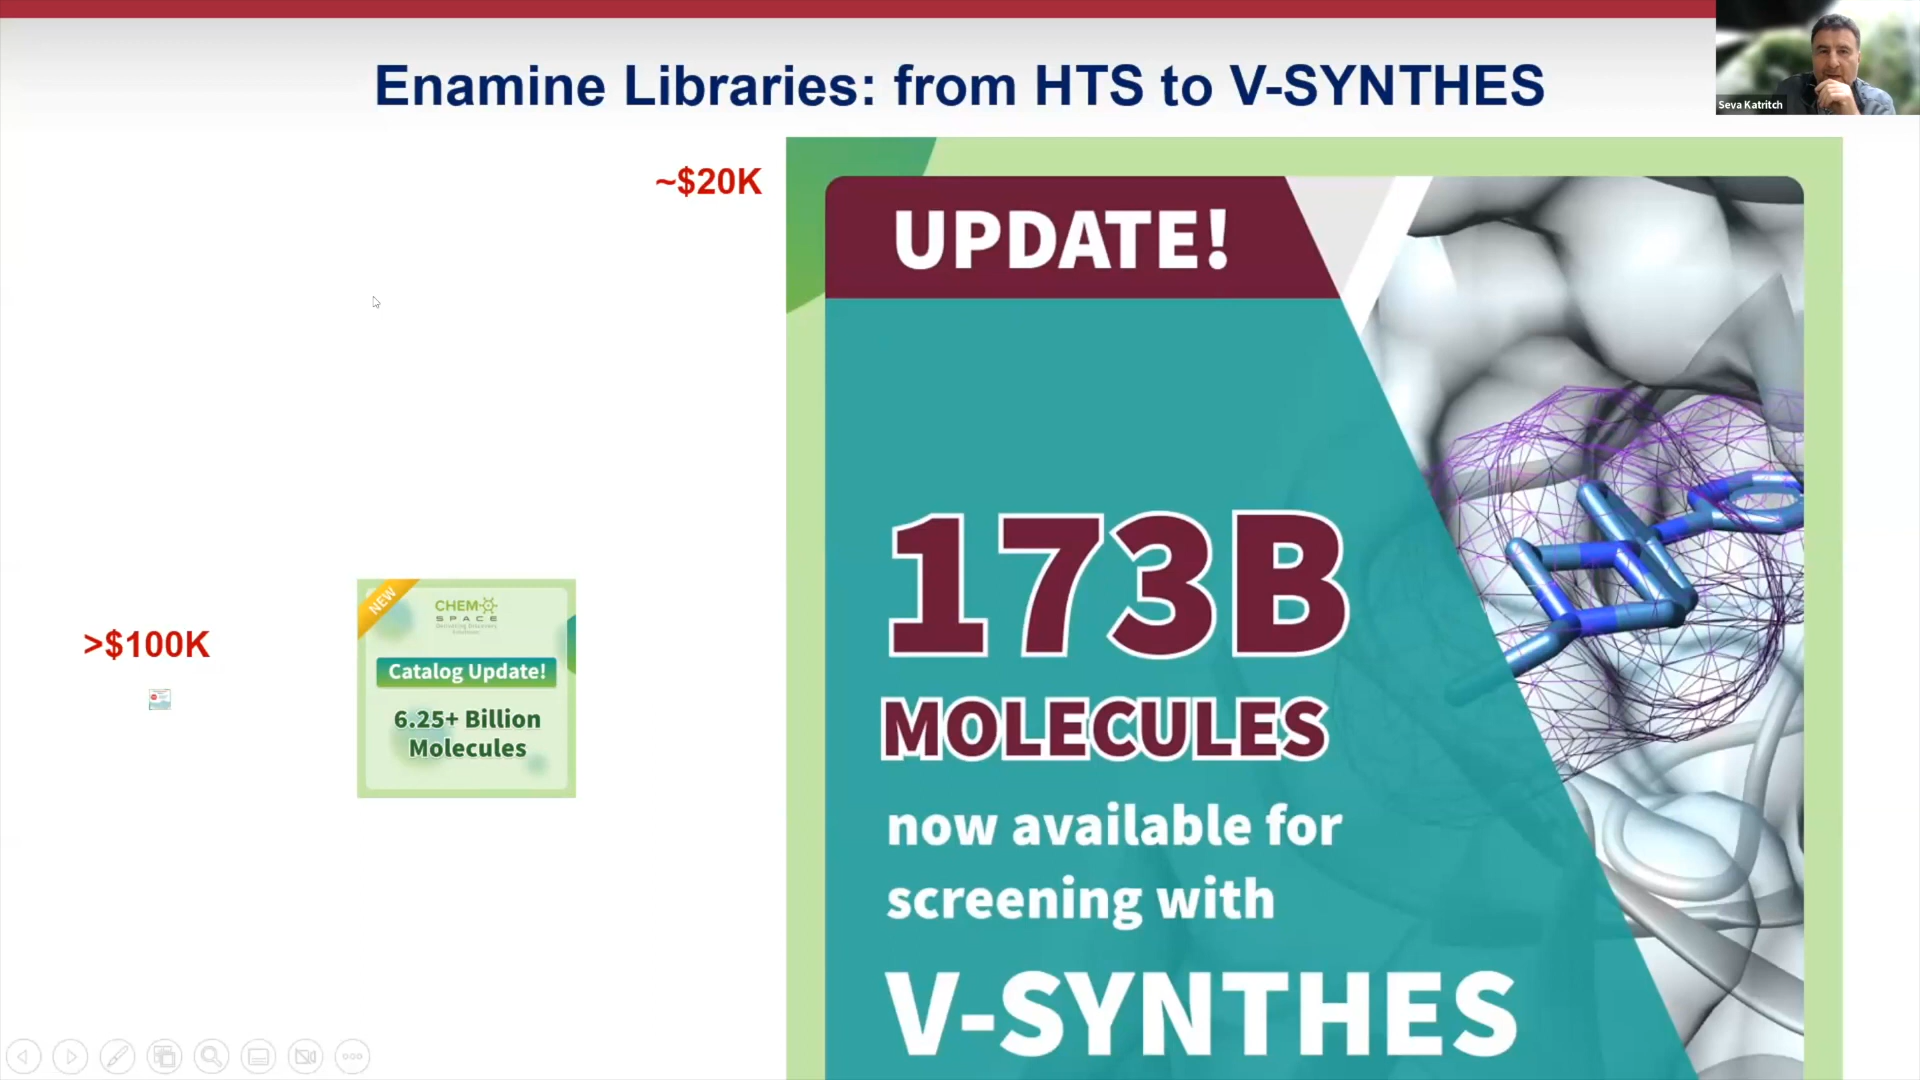 Enamine Libraries: from HTS to V-SYNTHES
Seva Katritch
~$20K
UPDATE!
173B
MOLECULES
now available for
screening with
V-SYNTHES
>$100K
NEW
CHEM
SPACE
Catalog Update!
6.25+ Billion
Molecules